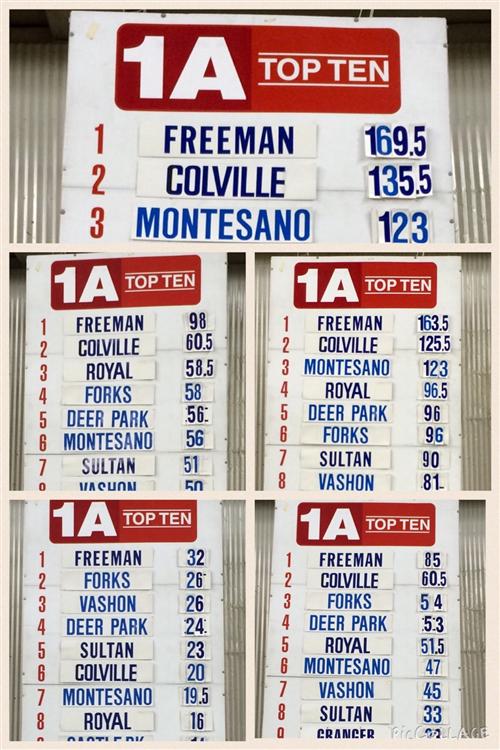 1A TOP TEN
1 FREEMAN 169.5
2 COLVILLE 135.5
3 MONTESANO 123
1A TOP TEN
1 FREEMAN 98
2 COLVILLE 60.5
3 ROYAL 58.5
4 FORKS 58
5 DEER PARK 56
6 MONTESANO 56
7 SULTAN 51
8 VASHON 50
1A TOP TEN
1 FREEMAN 163.5
2 COLVILLE 125.5
3 MONTESANO 123
4 ROYAL 96.5
5 DEER PARK 96
6 FORKS 96
7 SULTAN 90
8 VASHON 81
1A TOP TEN
1 FREEMAN 32
2 FORKS 26
3 VASHON 26
4 DEER PARK 24
5 SULTAN 23
6 COLVILLE 20
7 MONTESANO 19.5
8 ROYAL 16
1A TOP TEN
1 FREEMAN 85
2 COLVILLE 60.5
3 FORKS 54
4 DEER PARK 53
5 ROYAL 51.5
6 MONTESANO 47
7 VASHON 45
8 SULTAN 33
9 GRANGER
PicCollage